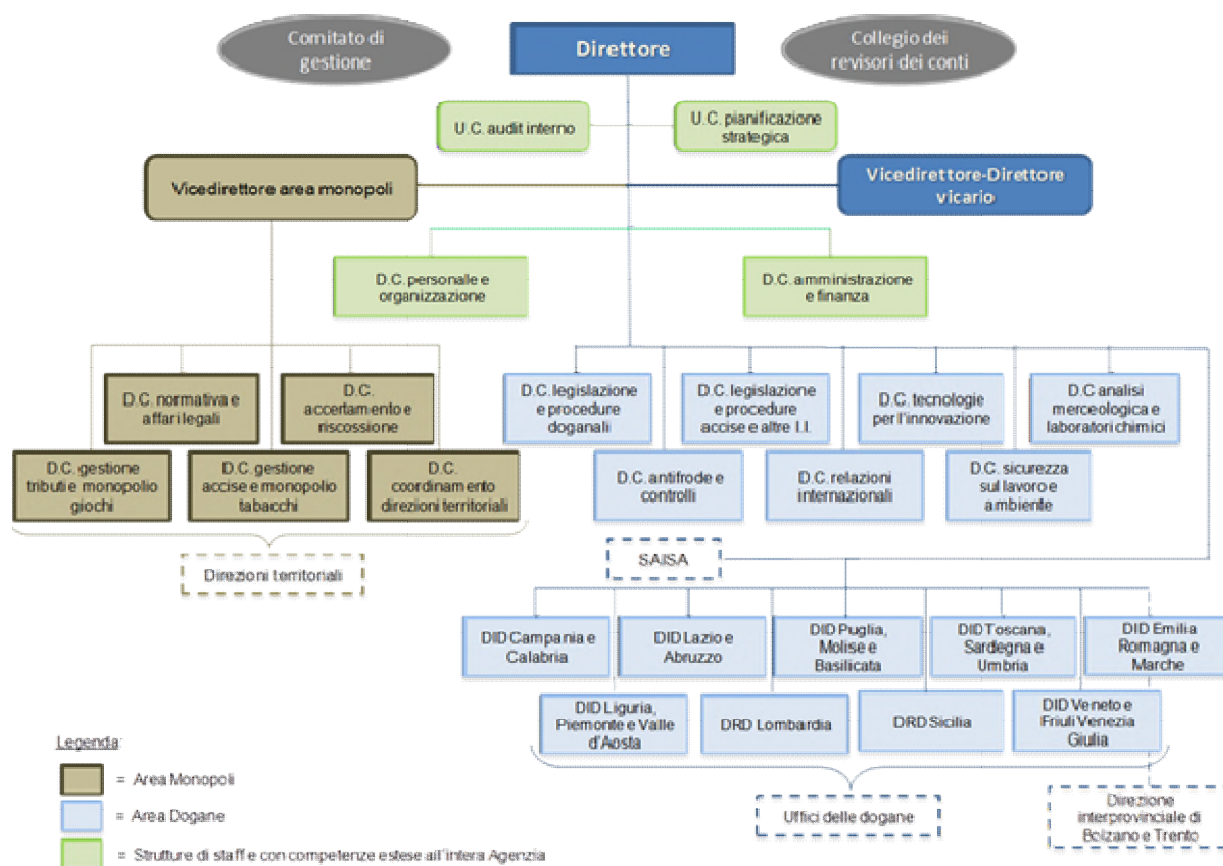 Comitato di
gestione
Direttore
Collegio dei
revisori dei conti
U.C. audit interno
U.C. pianificazione
strategica
Vicedirettore area monopoli
Vicedirettore-Direttore
vicario
D.C. personale e
organizzazione
D.C. amministrazione
e finanza
D.C. normativa e
affari legali
D.C.
accertamento e
riscossione
D.C. legislazione
e procedure
doganali
D.C. legislazione
e procedure
accise e altre I.I.
D.C. tecnologie
per l'innovazione
D.C analisi
merceologica e
laboratori chimici
D.C. gestione
tributi e monopolio
giochi
D.C. gestione
accise e monopolio
tabacchi
D.C.
coordinamento
direzioni territoriali
D.C. antifrode e
controlli
D.C. relazioni
internazionali
D.C. sicurezza
sul lavoro e
ambiente
Direzioni territoriali
SAISA
DID Campania e
Calabria
DID Lazio e
Abruzzo
DID Puglia,
Molise e
Basilicata
DID Toscana,
Sardegna e
Umbria
DID Emilia
Romagna e
Marche
DID Liguria,
Piemonte e Valle
d'Aosta
DRD Lombardia
DRD Sicilia
DID Veneto e
Friuli Venezia
Giulia
Uffici delle dogane
Direzione
interprovinciale di
Bolzano e Trento
Legenda:
= Area Monopoli
= Area Dogane
= Strutture di staff e con competenze estese all'intera Agenzia